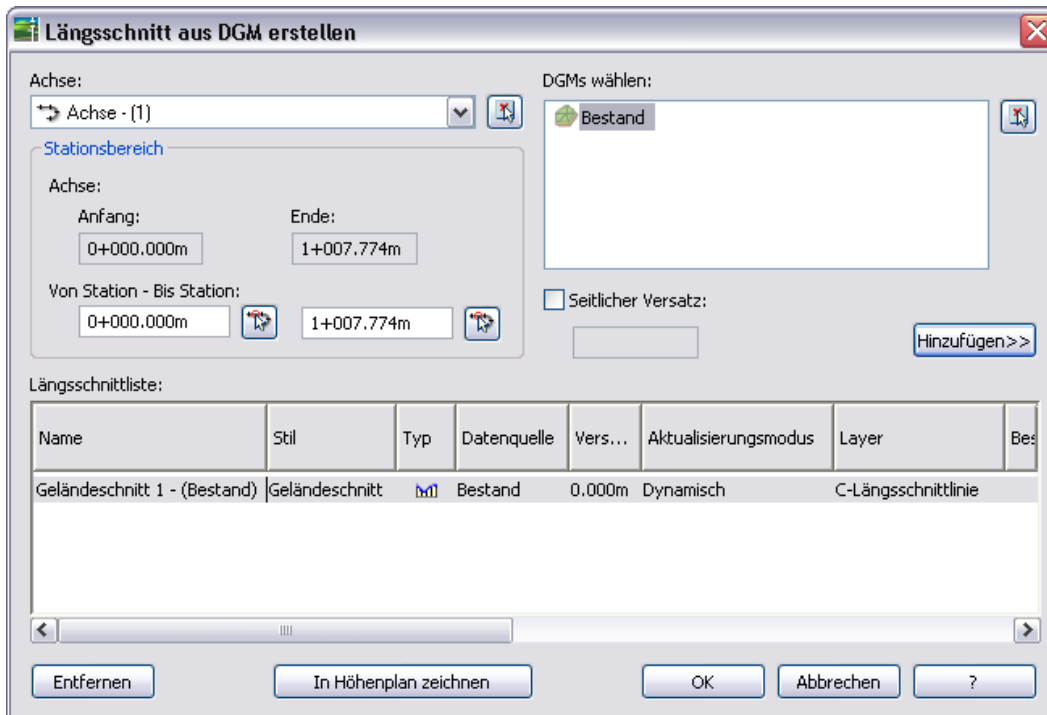 Längsschnitt aus DGM erstellen
Achse:
Achse - (1)
DGMs wählen:
Bestand
Stationsbereich
Achse:
Anfang:
Ende:
0+000.000m
1+007.774m
Von Station - Bis Station:
0+000.000m
1+007.774m
Seitlicher Versatz:
Hinzufügen>>
Längsschnittliste:
Name Stil Typ Datenquelle Vers... Aktualisierungsmodus Layer Bes
Geländeschnitt 1 - (Bestand) Geländeschnitt Bestand 0.000m Dynamisch C-Längsschnittlinie
Entfernen In Höhenplan zeichnen OK Abbrechen ?